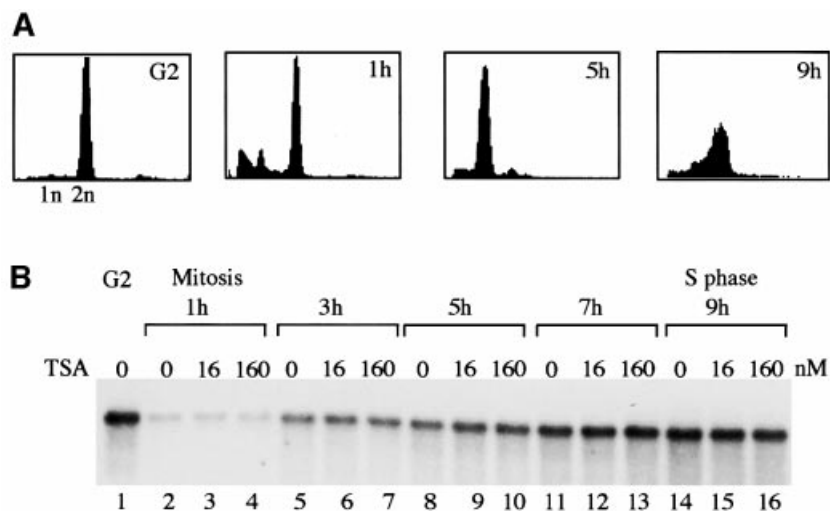 A
G2
1h
5h
9h
1n 2n
B
G2 Mitosis S phase
1h 3h 5h 7h 9h
TSA 0 0 16 160 0 16 160 0 16 160 0 16 160 0 16 160 nM
1 2 3 4 5 6 7 8 9 10 11 12 13 14 15 16